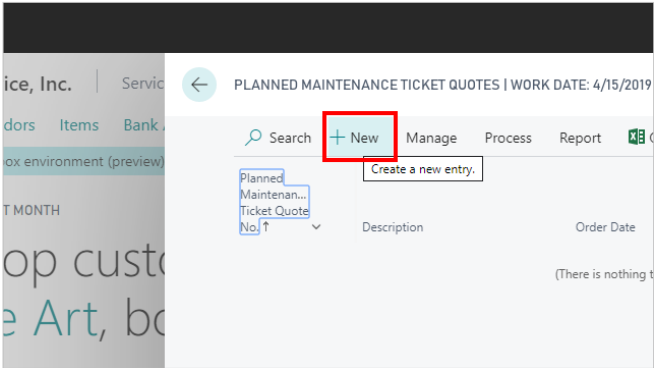 ice, Inc. Servic
dors Items Bank
ox environment (preview)
T MONTH
op custo
e Art, bo
PLANNED MAINTENANCE TICKET QUOTES | WORK DATE: 4/15/2019
Search + New Manage Process Report
Create a new entry.
Planned
Maintenan...
Ticket Quote
No.↑ Description Order Date
(There is nothing t